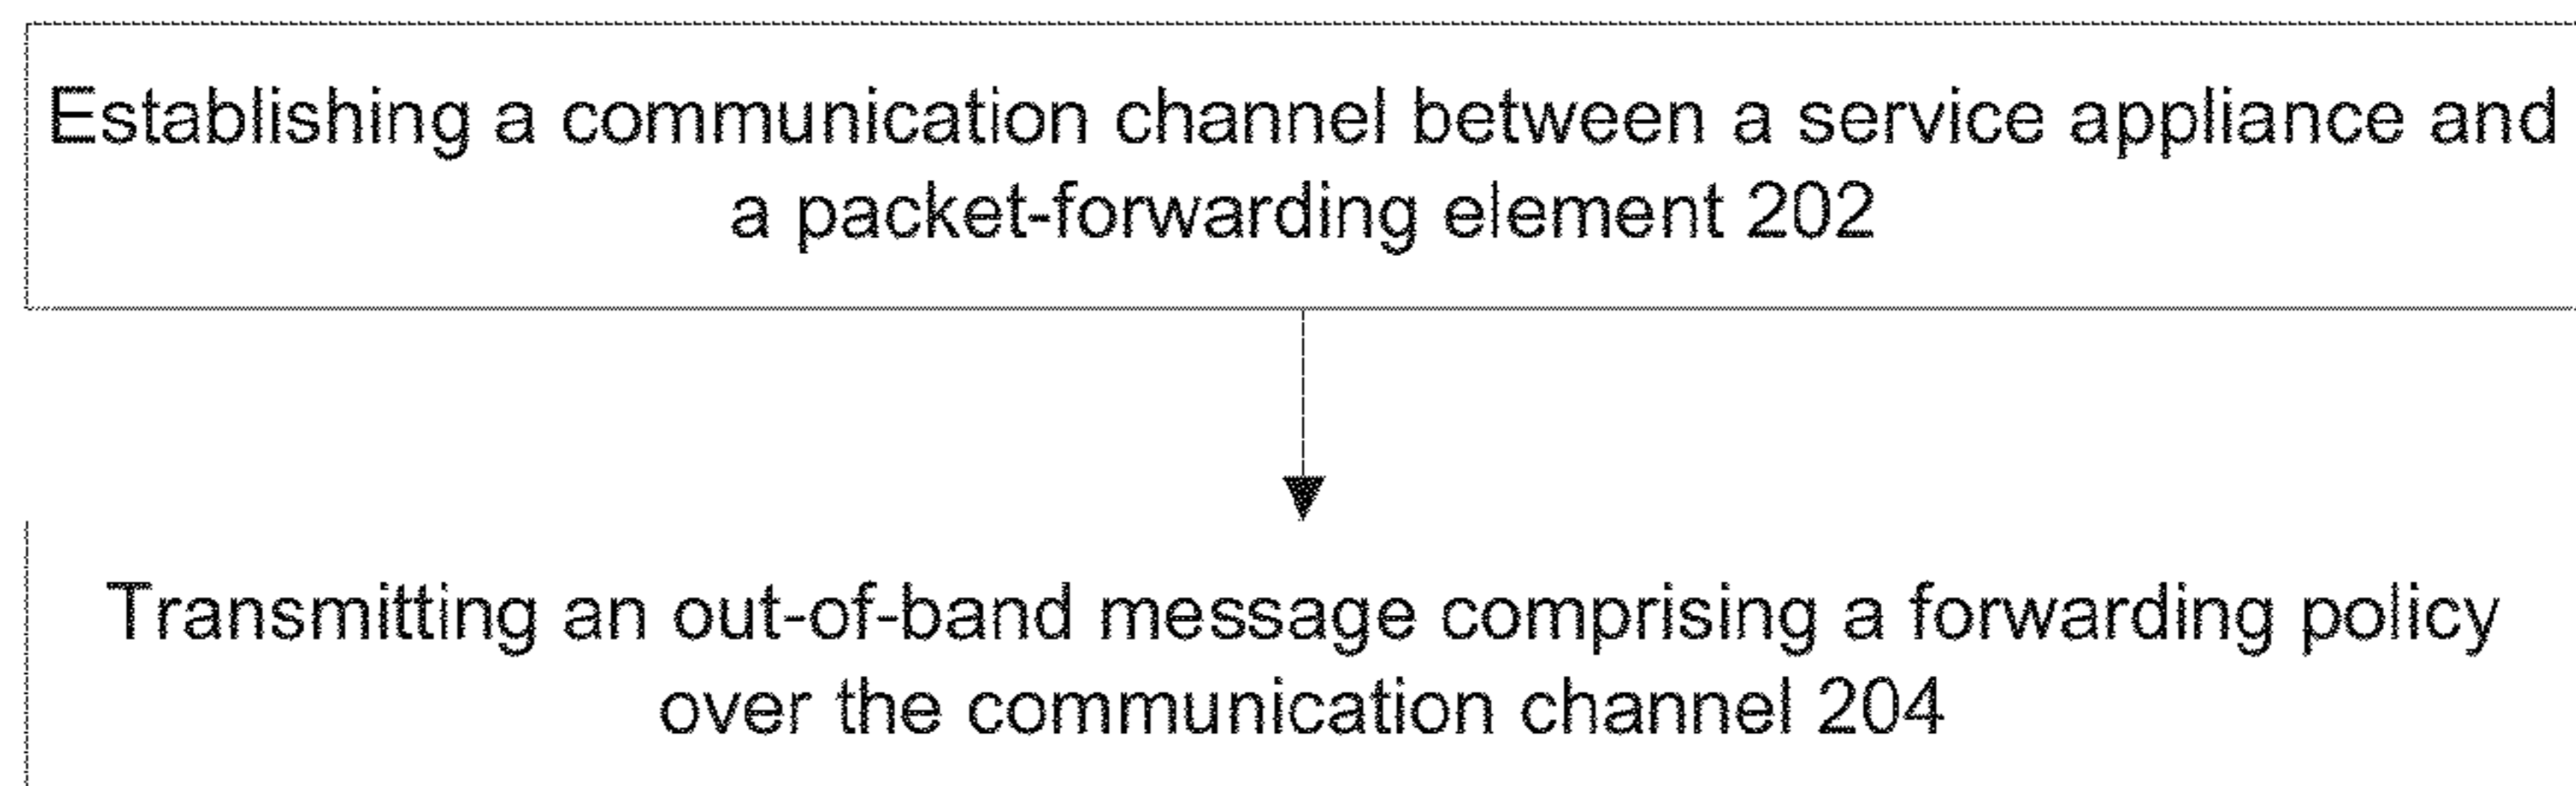 Establishing a communication channel between a service appliance and
a packet-forwarding element 202
Transmitting an out-of-band message comprising a forwarding policy
over the communication channel 204